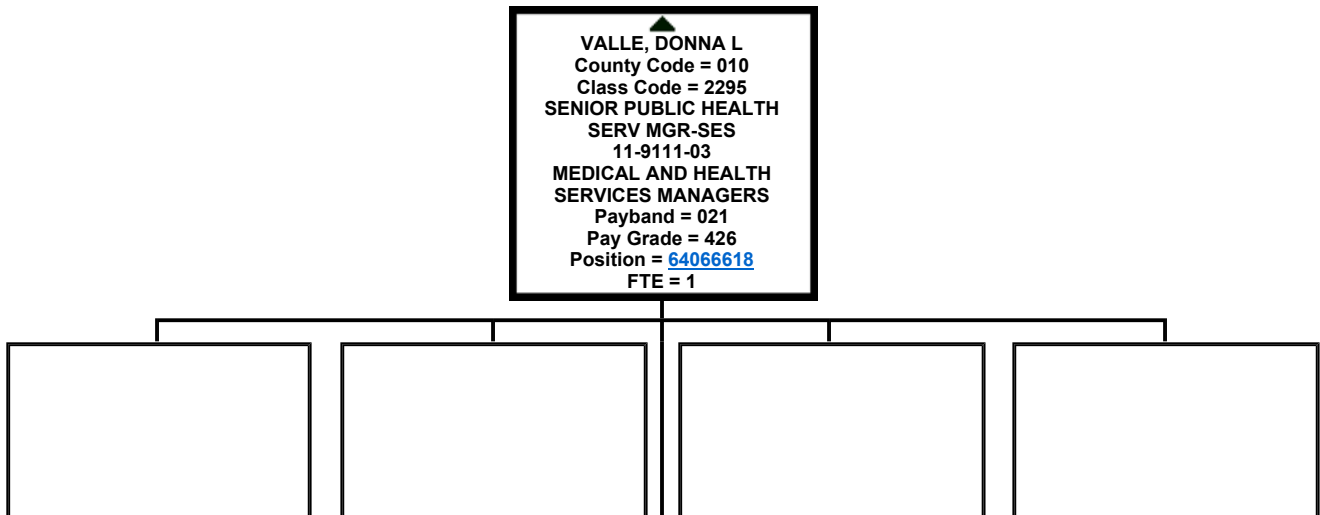 VALLE, DONNA L
County Code = 010
Class Code = 2295
SENIOR PUBLIC HEALTH
SERV MGR-SES
11-9111-03
MEDICAL AND HEALTH
SERVICES MANAGERS
Payband = 021
Pay Grade = 426
Position = 64066618
FTE = 1